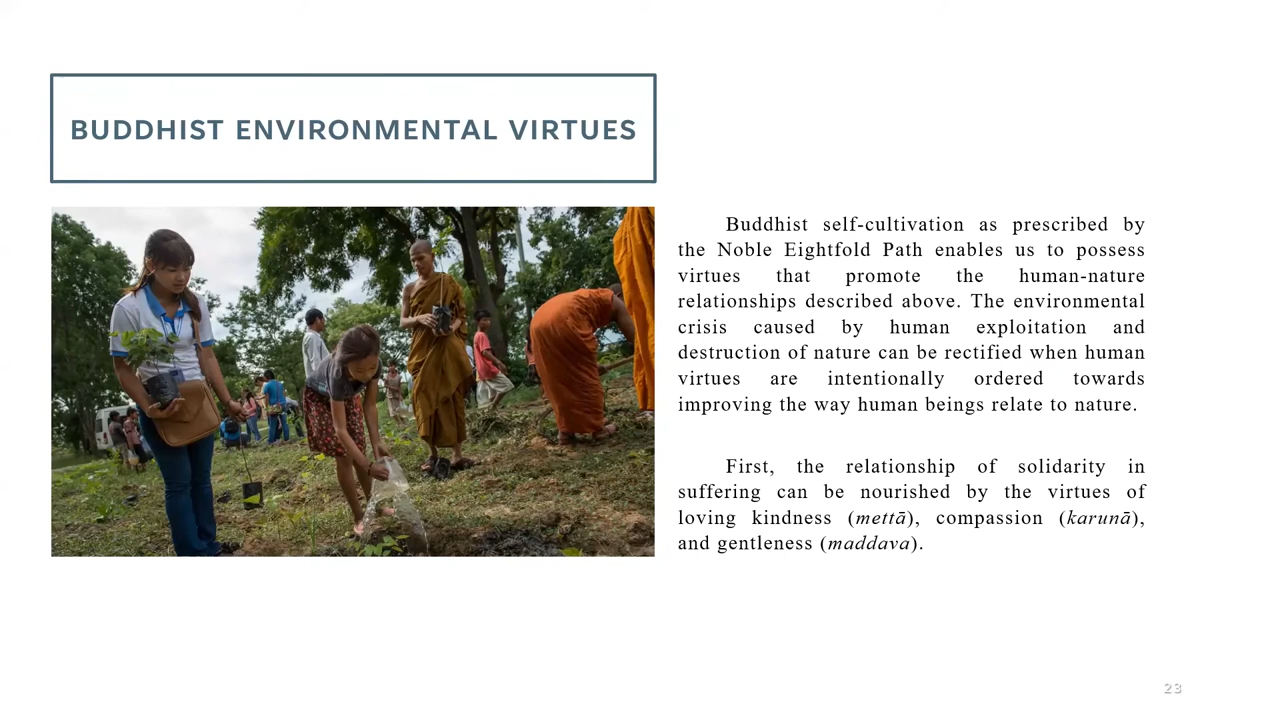 BUDDHIST ENVIRONMENTAL VIRTUES
Buddhist self-cultivation as prescribed by
the Noble Eightfold Path enables us to possess
virtues that promote the human-nature
relationships described above. The environmental
crisis caused by human exploitation and
destruction of nature can be rectified when human
virtues are intentionally ordered towards
improving the way human beings relate to nature.
First, the relationship of solidarity in
suffering can be nourished by the virtues of
loving kindness (mettā), compassion (karunā),
and gentleness (maddava).
23